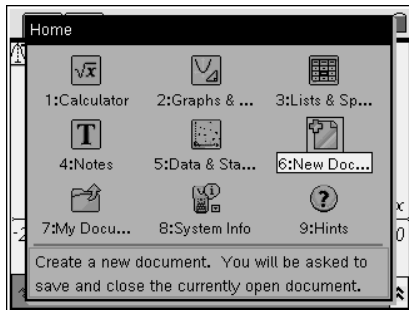 Home
1:Calculator 2:Graphs & ... 3:Lists & Sp...
4:Notes 5:Data & Sta... 6:New Doc...
7:My Docu... 8:System Info 9:Hints
Create a new document. You will be asked to
save and close the currently open document.
x
-2
0